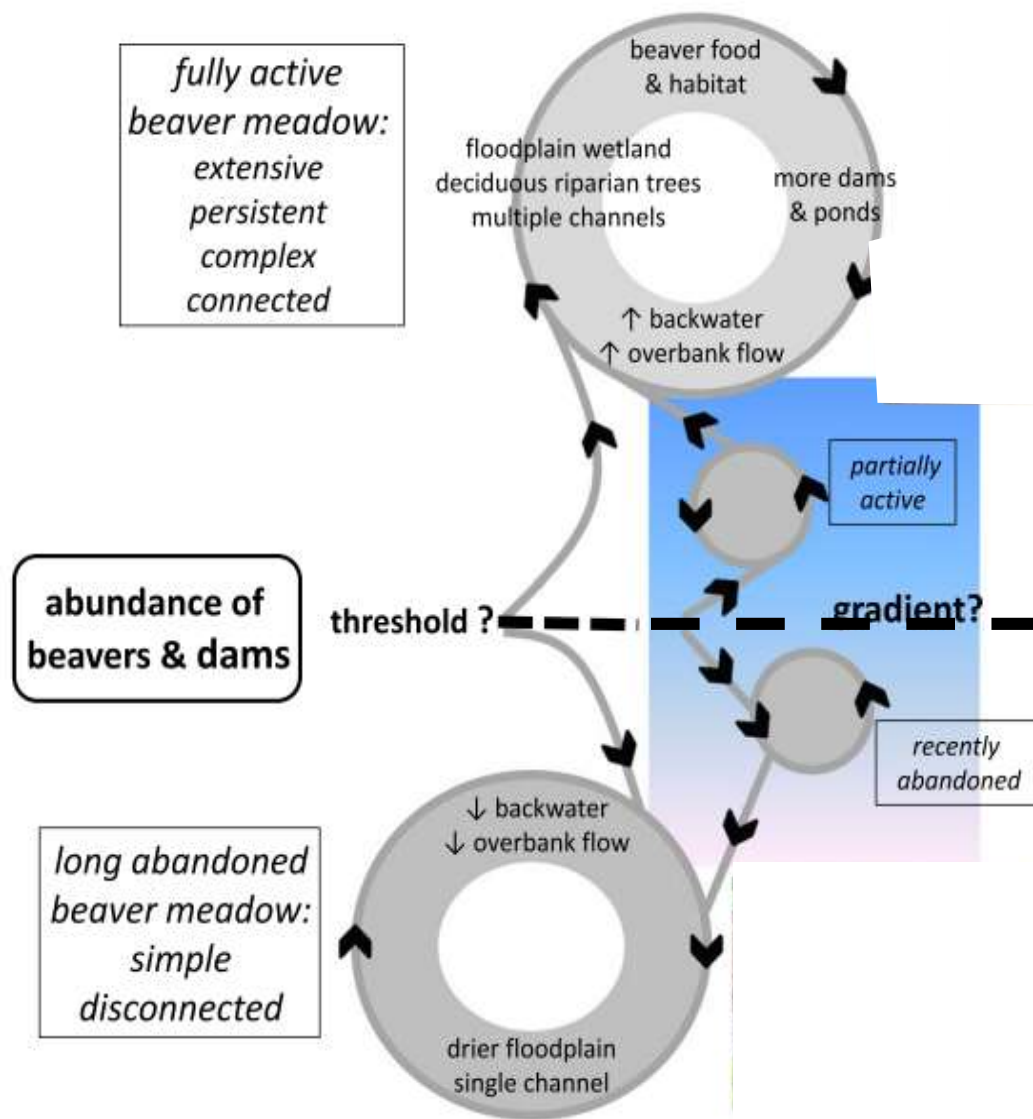 fully active
beaver meadow:
extensive
persistent
complex
connected
beaver food
& habitat
floodplain wetland
deciduous riparian trees
multiple channels
more dams
& ponds
↑ backwater
↑ overbank flow
partially
active
abundance of
beavers & dams
threshold ?
gradient?
recently
abandoned
↓ backwater
↓ overbank flow
long abandoned
beaver meadow:
simple
disconnected
drier floodplain
single channel